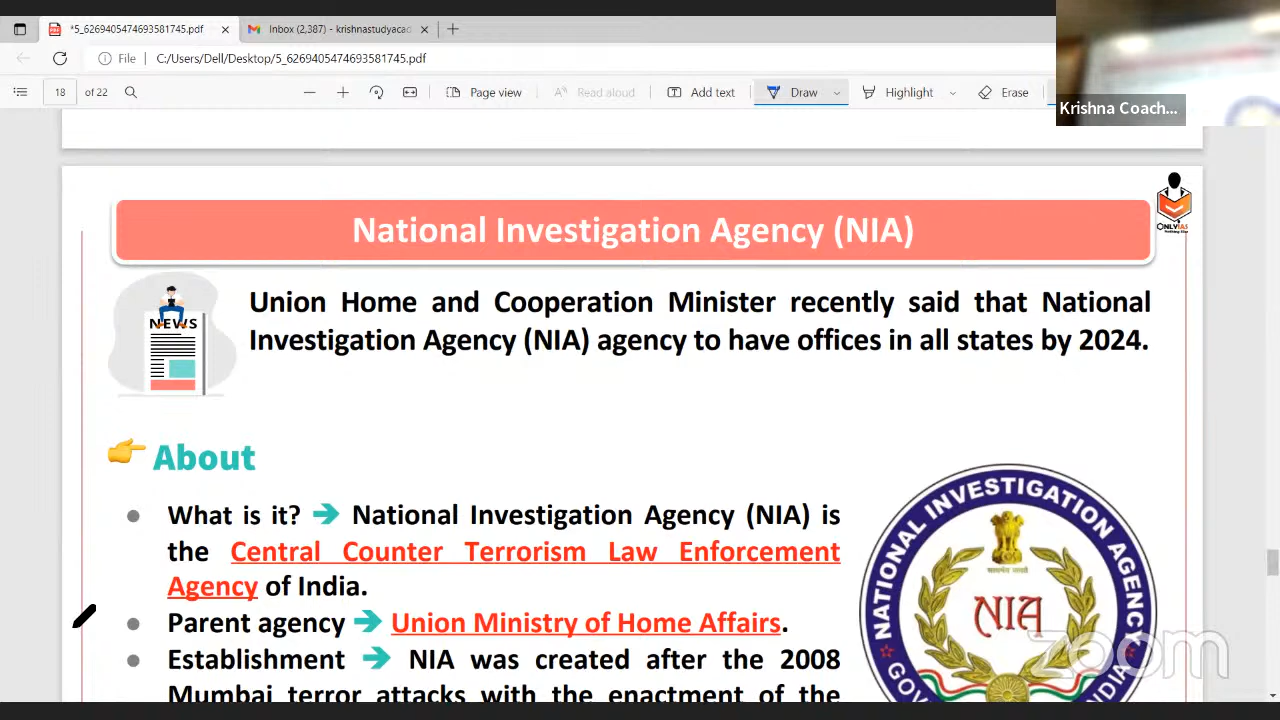 *5_6269405474693581745.pdf
Inbox (2,387) - krishnastudyacad
File C:/Users/Dell/Desktop/5_6269405474693581745.pdf
18 of 22 Page view Read aloud Add text Draw Highlight Erase
Krishna Coach...
National Investigation Agency (NIA)
ONLYIAS
NEWS
Union Home and Cooperation Minister recently said that National
Investigation Agency (NIA) agency to have offices in all states by 2024.
About
What is it? ➔ National Investigation Agency (NIA) is
the Central Counter Terrorism Law Enforcement
Agency of India.
Parent agency ➔ Union Ministry of Home Affairs.
Establishment ➔ NIA was created after the 2008
Mumbai terror attacks with the enactment of the
NATIONAL INVESTIGATION AGENCY
NIA
INDIA
zoom